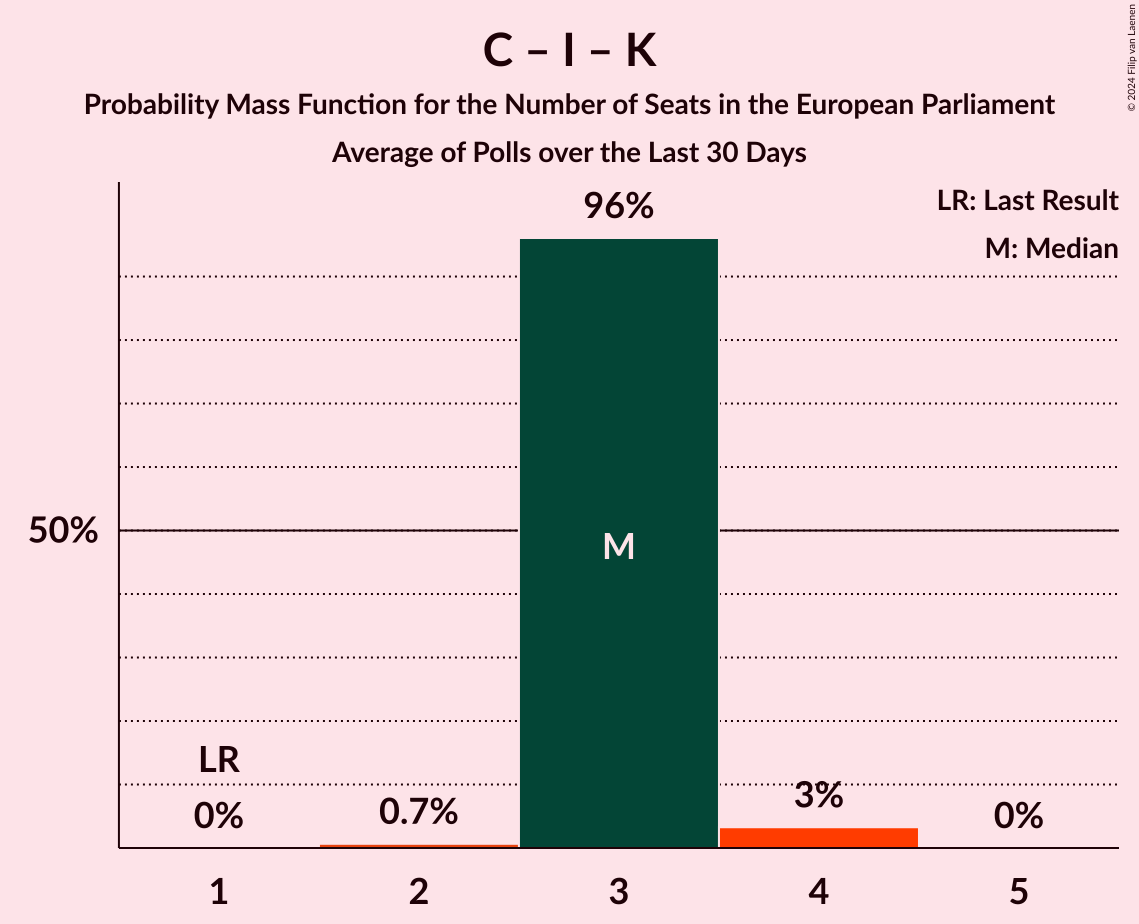 C – I – K
Probability Mass Function for the Number of Seats in the European Parliament
Average of Polls over the Last 30 Days
© 2024 Filip van Laenen
LR: Last Result
M: Median
96%
50%
M
LR
0%
0.7%
3%
0%
1 2 3 4 5